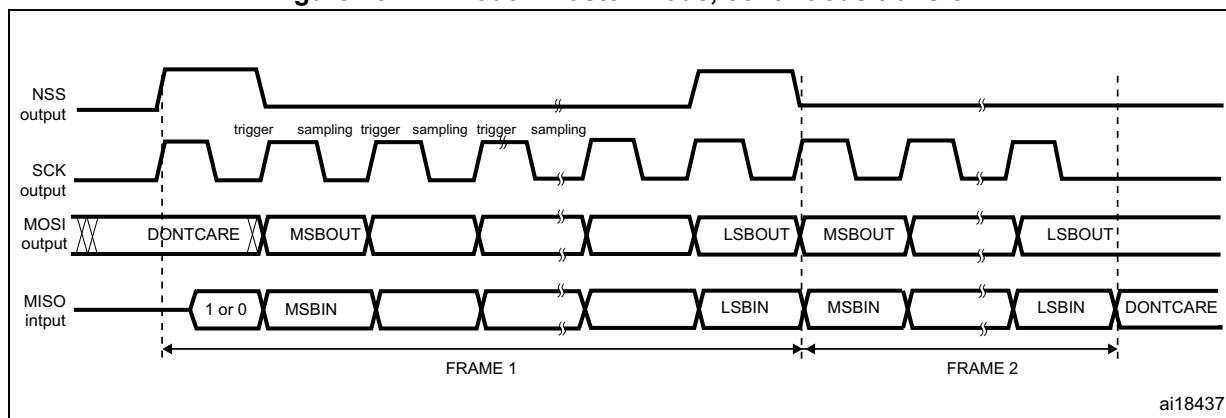 NSS
output
trigger sampling trigger sampling trigger sampling
SCK
output
MOSI
output
DONTCARE MSBOUT LSBOUT MSBOUT LSBOUT
MISO
intput
1 or 0 MSBIN LSBIN MSBIN LSBIN DONTCARE
FRAME 1 FRAME 2
ai18437